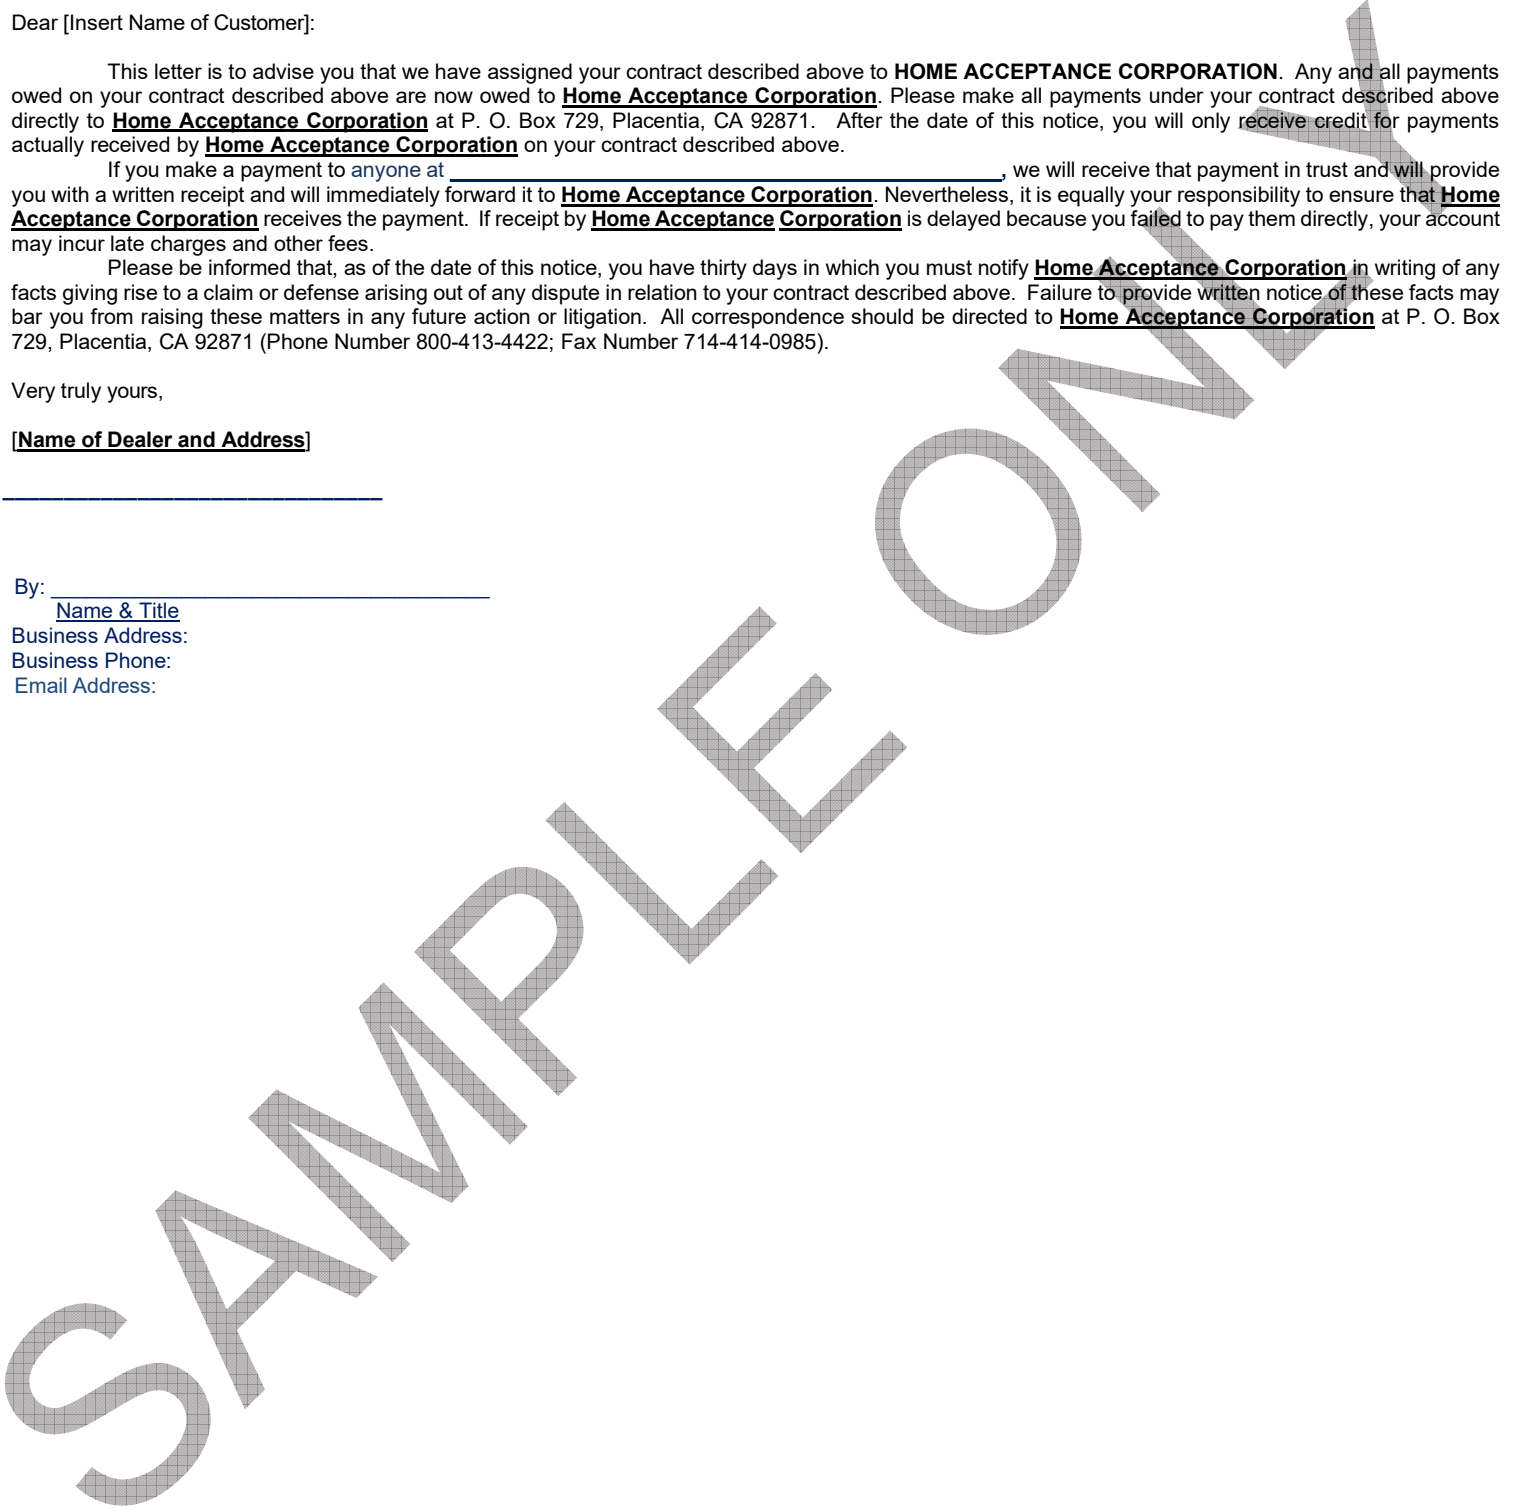 Dear [Insert Name of Customer]:
This letter is to advise you that we have assigned your contract described above to HOME ACCEPTANCE CORPORATION. Any and all payments
owed on your contract described above are now owed to Home Acceptance Corporation. Please make all payments under your contract described above
directly to Home Acceptance Corporation at P. O. Box 729, Placentia, CA 92871. After the date of this notice, you will only receive credit for payments
actually received by Home Acceptance Corporation on your contract described above.
If you make a payment to anyone at ______________________________, we will receive that payment in trust and will provide
you with a written receipt and will immediately forward it to Home Acceptance Corporation. Nevertheless, it is equally your responsibility to ensure that Home
Acceptance Corporation receives the payment. If receipt by Home Acceptance Corporation is delayed because you failed to pay them directly, your account
may incur late charges and other fees.
Please be informed that, as of the date of this notice, you have thirty days in which you must notify Home Acceptance Corporation in writing of any
facts giving rise to a claim or defense arising out of any dispute in relation to your contract described above. Failure to provide written notice of these facts may
bar you from raising these matters in any future action or litigation. All correspondence should be directed to Home Acceptance Corporation at P. O. Box
729, Placentia, CA 92871 (Phone Number 800-413-4422; Fax Number 714-414-0985).
Very truly yours,
[Name of Dealer and Address]
______________________________
By: ____________________________________
Name & Title
Business Address:
Business Phone:
Email Address:
SAMPLE ONLY